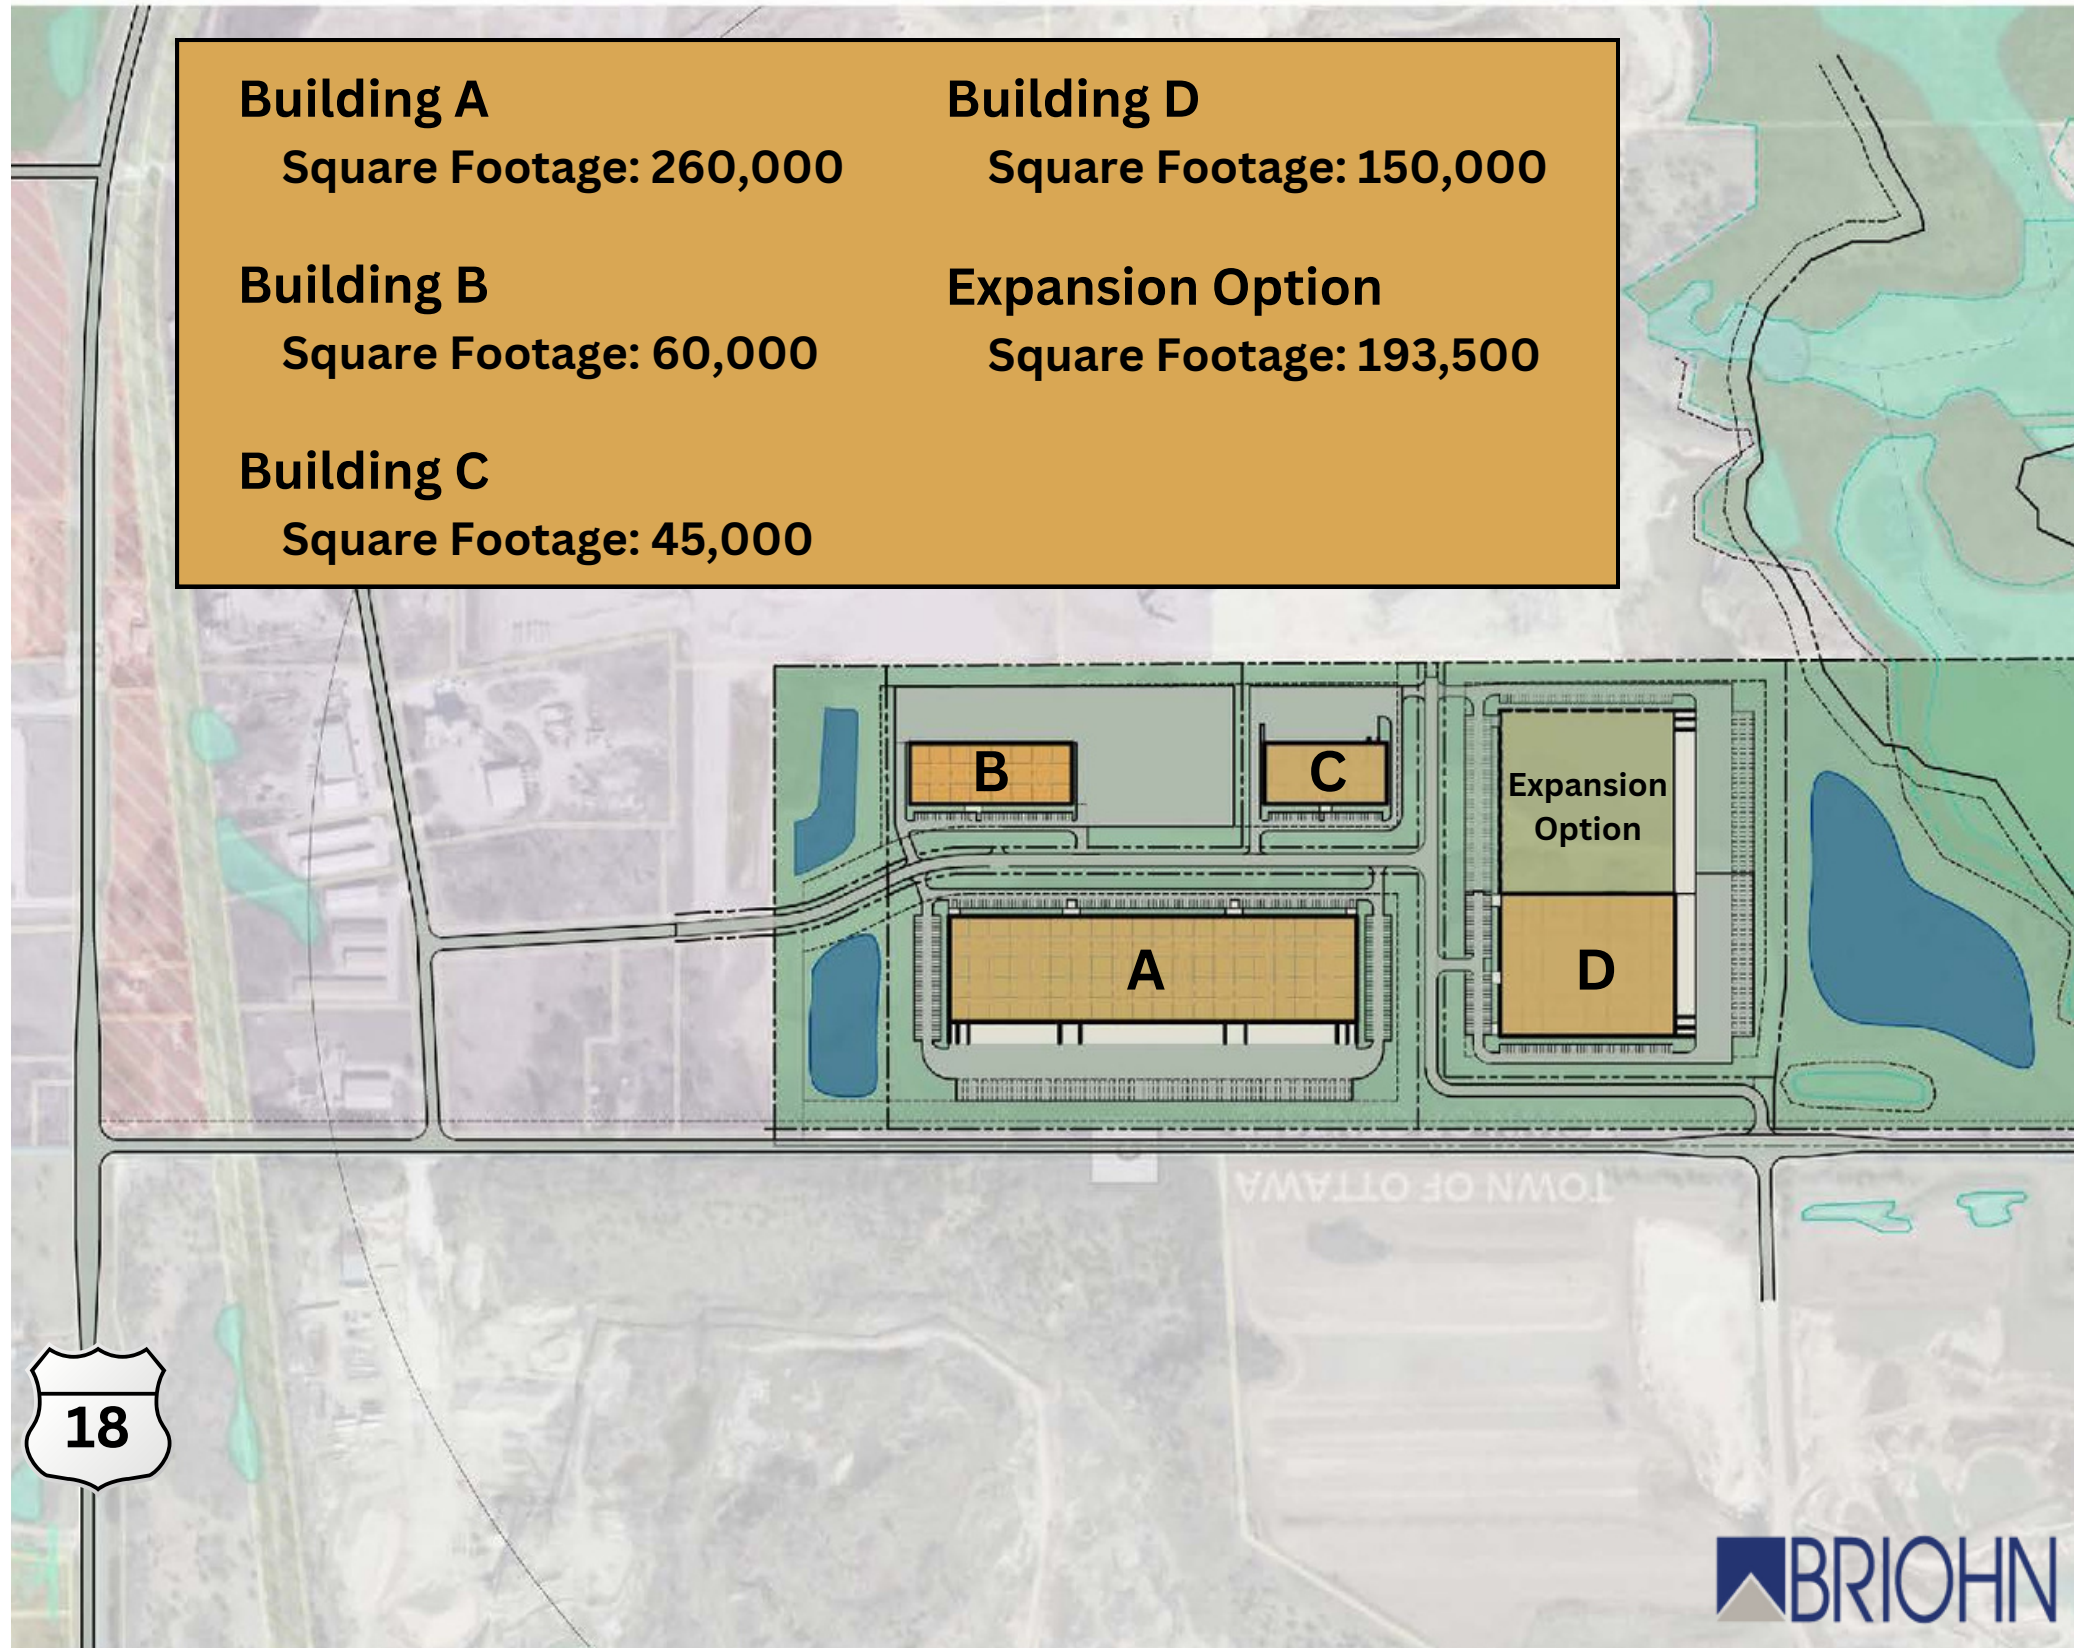 Building A
Square Footage: 260,000
Building B
Square Footage: 60,000
Building C
Square Footage: 45,000
Building D
Square Footage: 150,000
Expansion Option
Square Footage: 193,500
B
C
Expansion
Option
A
D
TOWN OF OTTAWA
18
BRIOHN